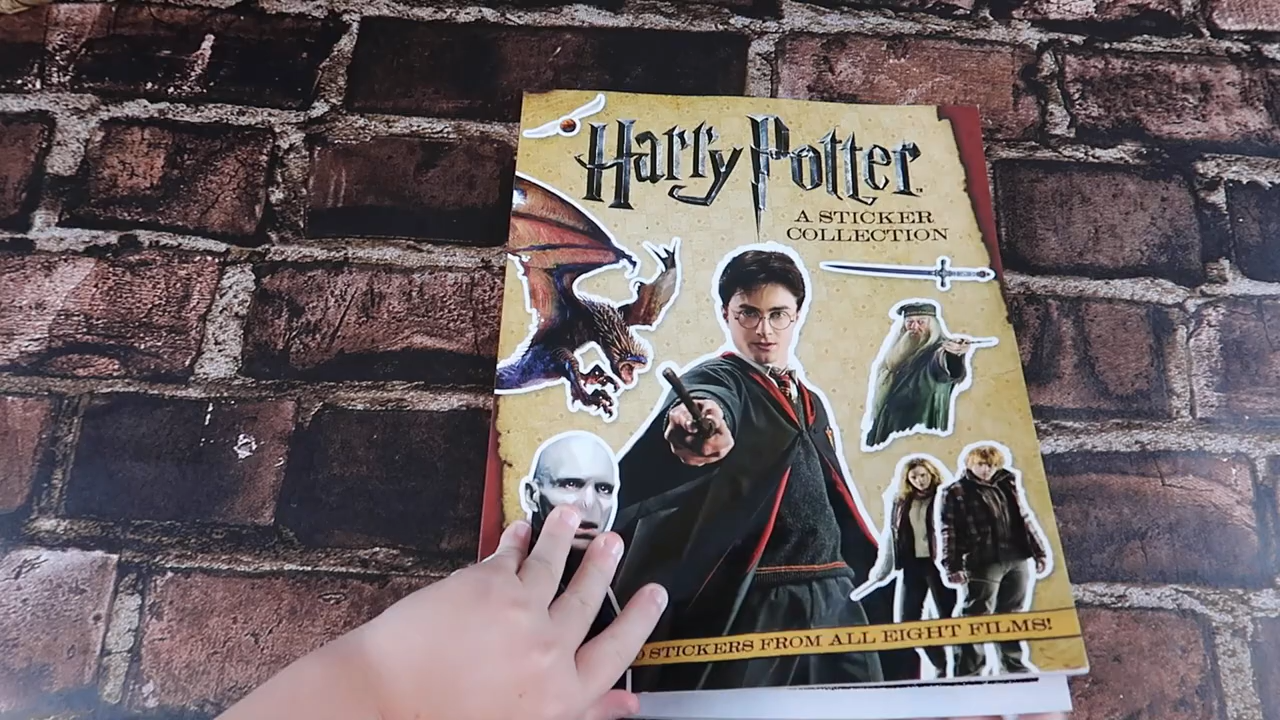 Harry Potter
A STICKER
COLLECTION
STICKERS FROM ALL EIGHT FILMS!